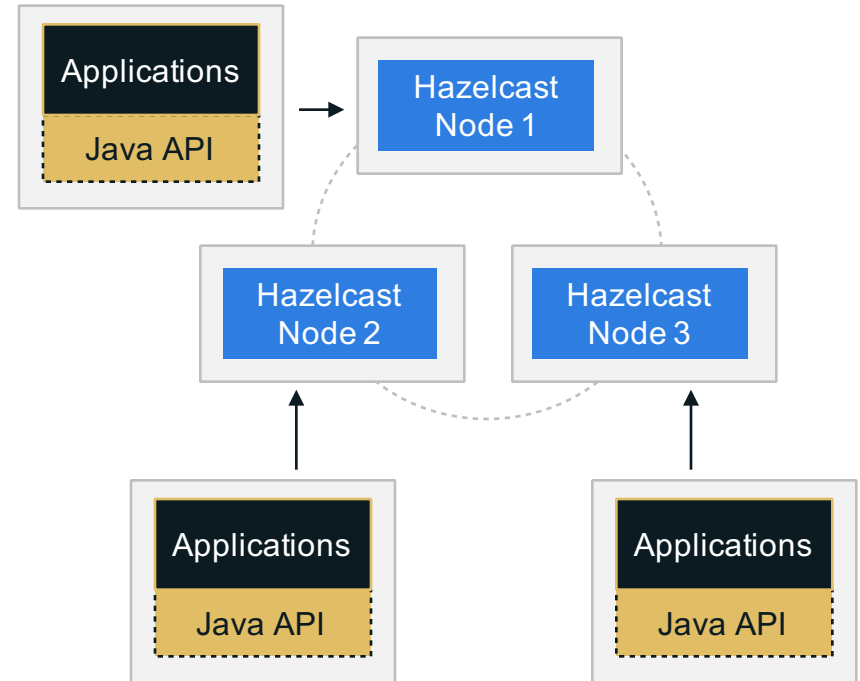 Applications
Java API
Hazelcast
Node 1
Hazelcast
Node 2
Hazelcast
Node 3
Applications
Java API
Applications
Java API